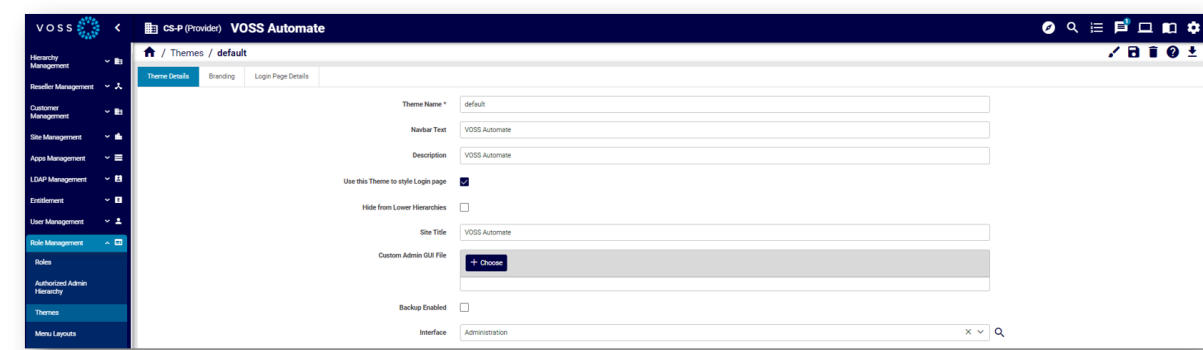 VOSS
CS-P (Provider) VOSS Automate
1
Hierarchy
Management
Reseller Management
Customer
Management
Site Management
Apps Management
LDAP Management
Entitlement
User Management
Role Management
Roles
Authorized Admin
Hierarchy
Themes
Menu Layouts
/ Themes / default
Theme Details Branding Login Page Details
Theme Name * default
Navbar Text VOSS Automate
Description VOSS Automate
Use this Theme to style Login page
Hide from Lower Hierarchies
Site Title VOSS Automate
Custom Admin GUI File
+ Choose
Backup Enabled
Interface Administration